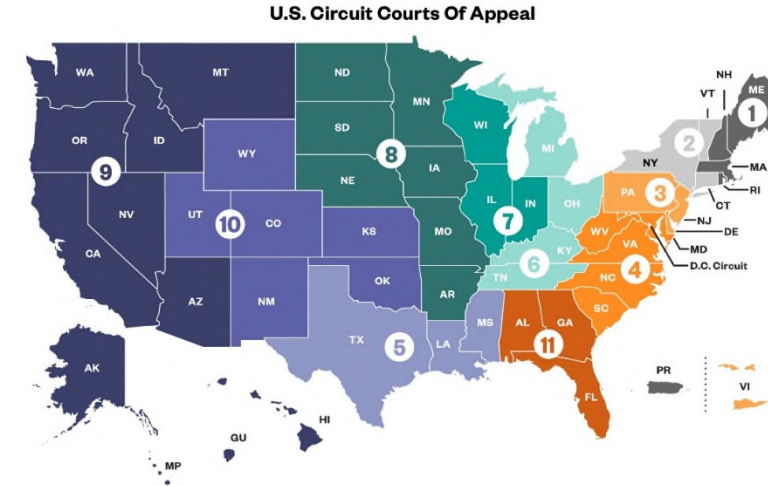 U.S. Circuit Courts Of Appeal
WA
MT
ND
MN
OR
ID
SD
WI
MI
NH
VT
ME
1
2
NY
MA
RI
CT
9
WY
8
IA
NE
PA
3
NJ
DE
MD
D.C. Circuit
NV
UT
10
CO
KS
MO
IL
IN
7
OH
WV
VA
4
CA
KY
6
TN
NC
AZ
NM
OK
AR
SC
TX
5
LA
MS
AL
GA
11
FL
AK
HI
GU
MP
PR
VI